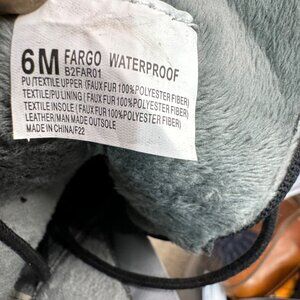 6M FARGO WATERPROOF
B2FAR01
PU/TEXTILE UPPER (FAUX FUR 100%POLYESTER FIBER)
TEXTILE/PU LINING ( FAUX FUR 100%POLYESTER FIBER)
TEXTILE INSOLE ( FAUX FUR 100%POLYESTER FIBER)
LEATHER/MAN MADE OUTSOLE
MADE IN CHINA/F22